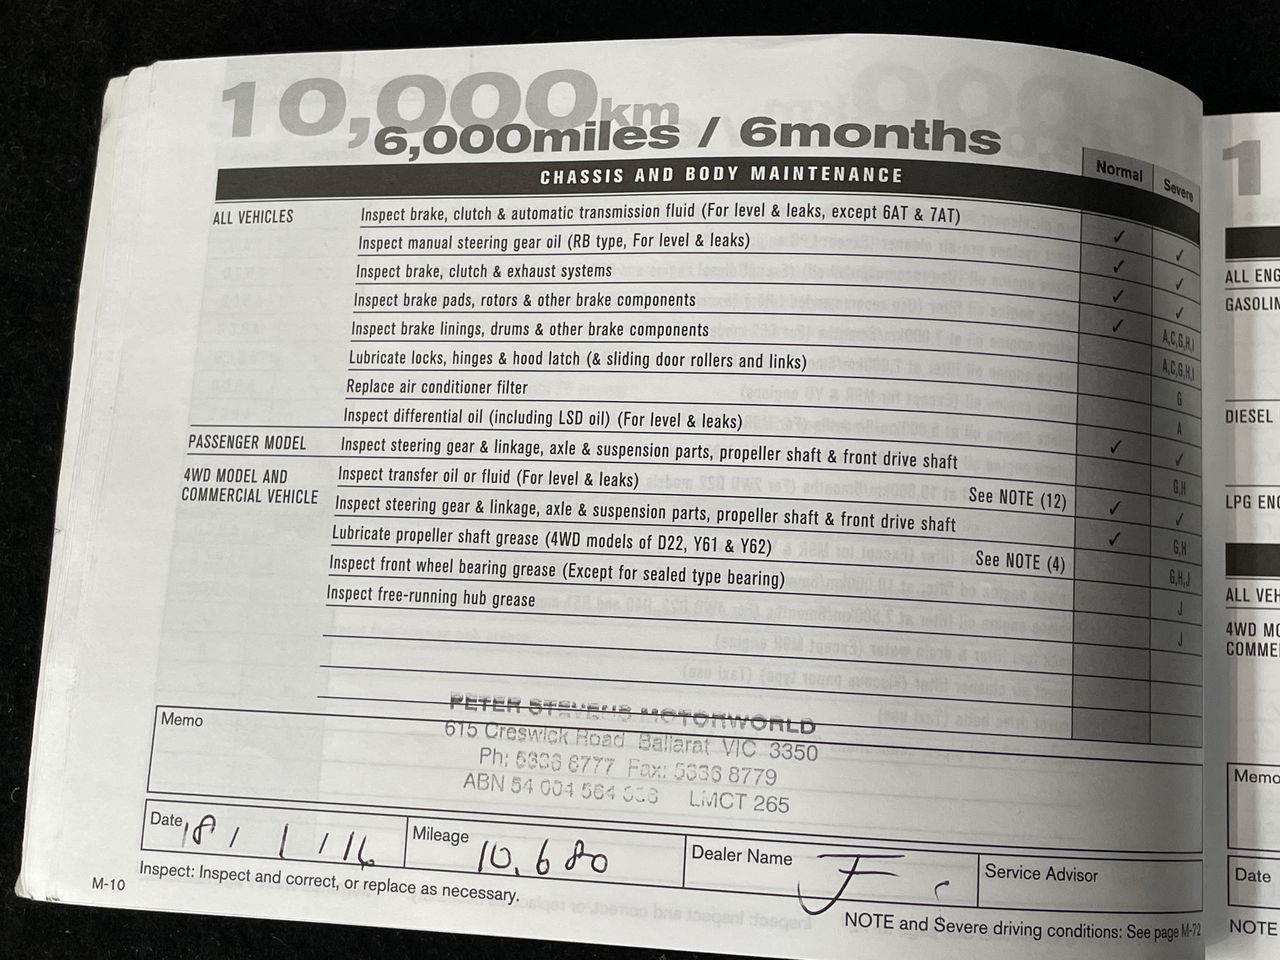 10,000km
6,000miles / 6months
CHASSIS AND BODY MAINTENANCE
Normal Severe
ALL VEHICLES Inspect brake, clutch & automatic transmission fluid (For level & leaks, except 6AT & 7AT) ✓ ✓
Inspect manual steering gear oil (RB type, For level & leaks) ✓ ✓
Inspect brake, clutch & exhaust systems ✓ ✓
Inspect brake pads, rotors & other brake components ✓ A,C,G,H,I
Inspect brake linings, drums & other brake components A,C,G,H,I
Lubricate locks, hinges & hood latch (& sliding door rollers and links) G
Replace air conditioner filter A
Inspect differential oil (including LSD oil) (For level & leaks) ✓ ✓
PASSENGER MODEL Inspect steering gear & linkage, axle & suspension parts, propeller shaft & front drive shaft G,H
4WD MODEL AND COMMERCIAL VEHICLE Inspect transfer oil or fluid (For level & leaks) See NOTE (12) ✓ ✓
Inspect steering gear & linkage, axle & suspension parts, propeller shaft & front drive shaft ✓ G,H
Lubricate propeller shaft grease (4WD models of D22, Y61 & Y62) See NOTE (4) G,H,J
Inspect front wheel bearing grease (Except for sealed type bearing) J
Inspect free-running hub grease J
Memo
PETER STEVENS MOTORWORLD
615 Creswick Road Ballarat VIC 3350
Ph: 5336 8777 Fax: 5336 8779
ABN 54 004 564 LMCT 265
Date 18/1/16 Mileage 10,680 Dealer Name Service Advisor
Inspect: Inspect and correct, or replace as necessary.
M-10
NOTE and Severe driving conditions: See page M-72
1
ALL ENG
GASOLIN
DIESEL
LPG ENG
ALL VEH
4WD MO
COMME
Memo
Date
NOTE